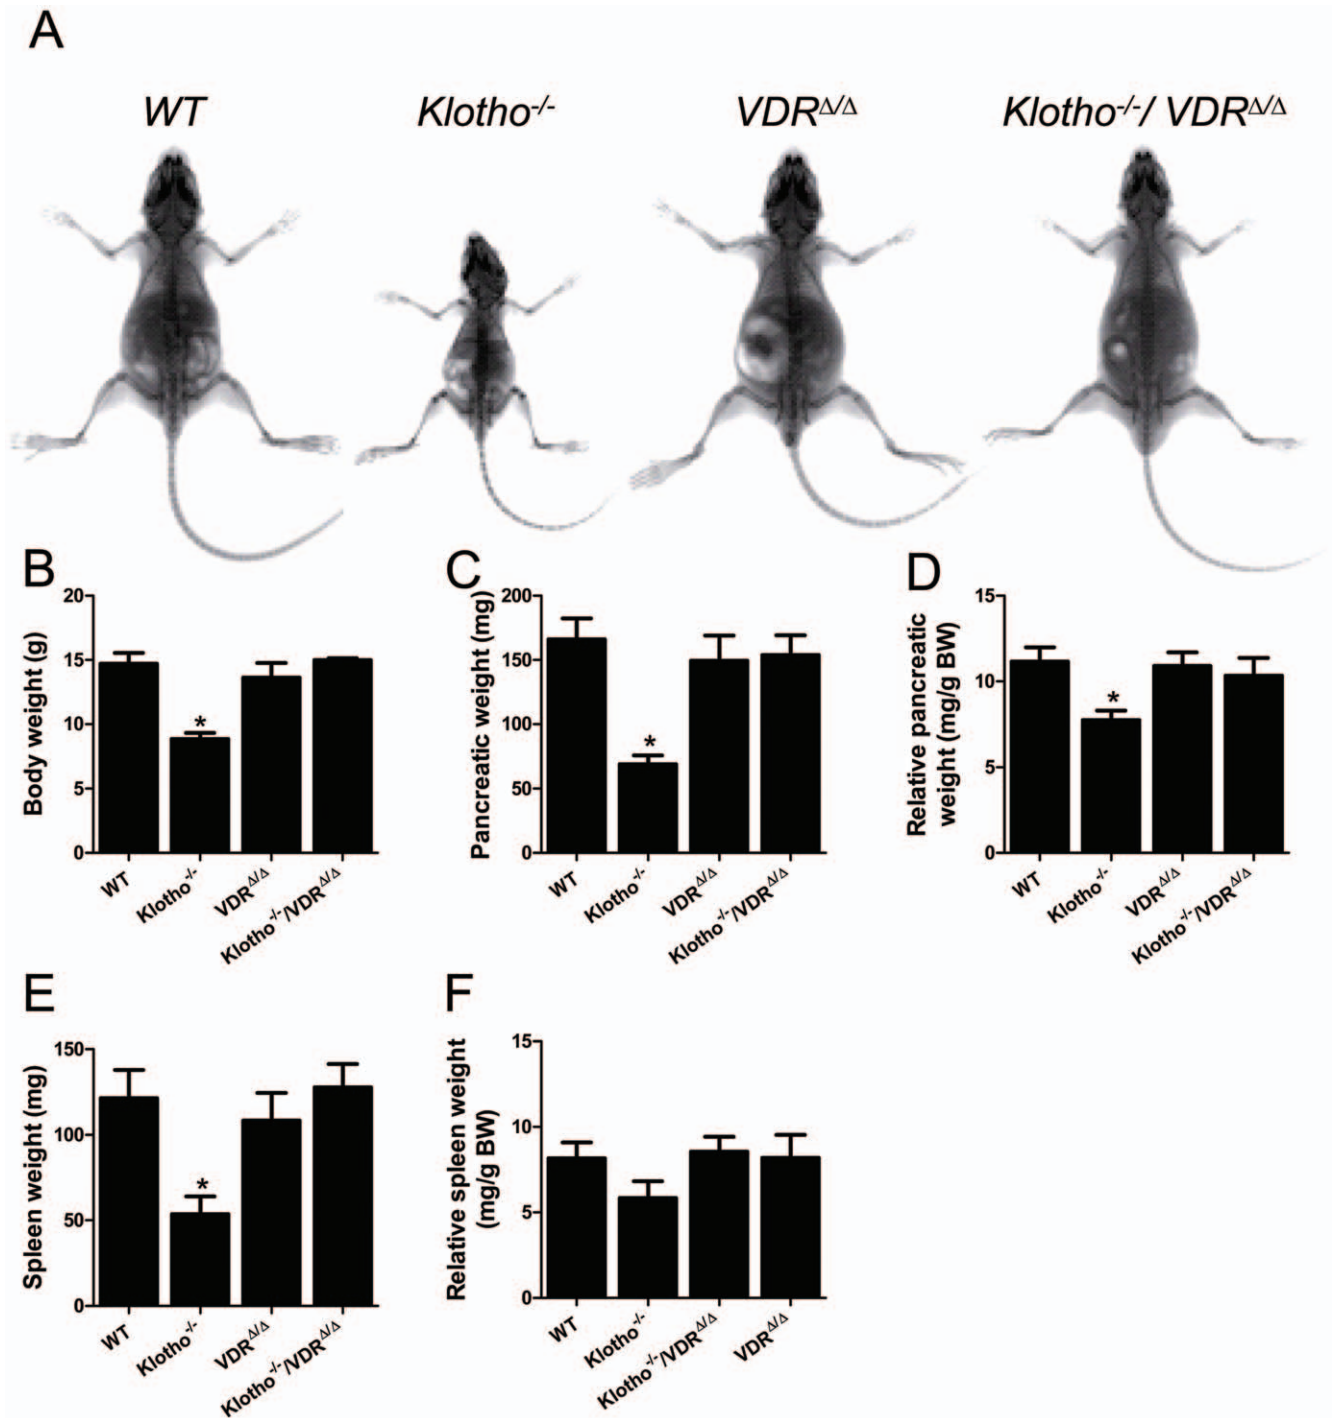 A
WT Klotho-/- VDRΔ/Δ Klotho-/-/ VDRΔ/Δ
B
Body weight (g)
20
15
10
5
0
*
WT
Klotho-/-
VDRΔ/Δ
Klotho-/-/VDRΔ/Δ
C
Pancreatic weight (mg)
200
150
100
50
0
*
WT
Klotho-/-
VDRΔ/Δ
Klotho-/-/VDRΔ/Δ
D
Relative pancreatic
weight (mg/g BW)
15
10
5
0
*
WT
Klotho-/-
VDRΔ/Δ
Klotho-/-/VDRΔ/Δ
E
Spleen weight (mg)
150
100
50
0
*
WT
Klotho-/-
VDRΔ/Δ
Klotho-/-/VDRΔ/Δ
F
Relative spleen weight
(mg/g BW)
15
10
5
0
WT
Klotho-/-
Klotho-/-/VDRΔ/Δ
VDRΔ/Δ